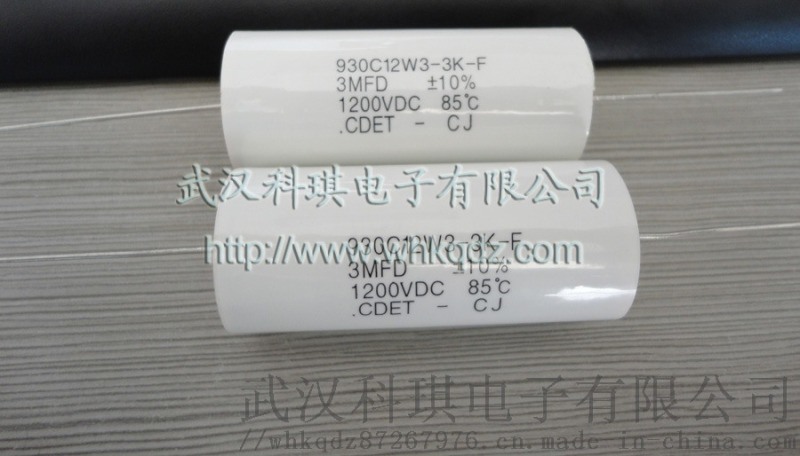 930C12W3-3K-F
3MFD ±10%
1200VDC 85℃
.CDET - CJ
武汉科琪电子有限公司
930C12W3-3K-F
http://www.whkqdz.com
3MFD ±10%
1200VDC 85℃
.CDET - CJ
武汉科琪电子有限公司
/whkqdz87267976.cn.made-in-china.com/